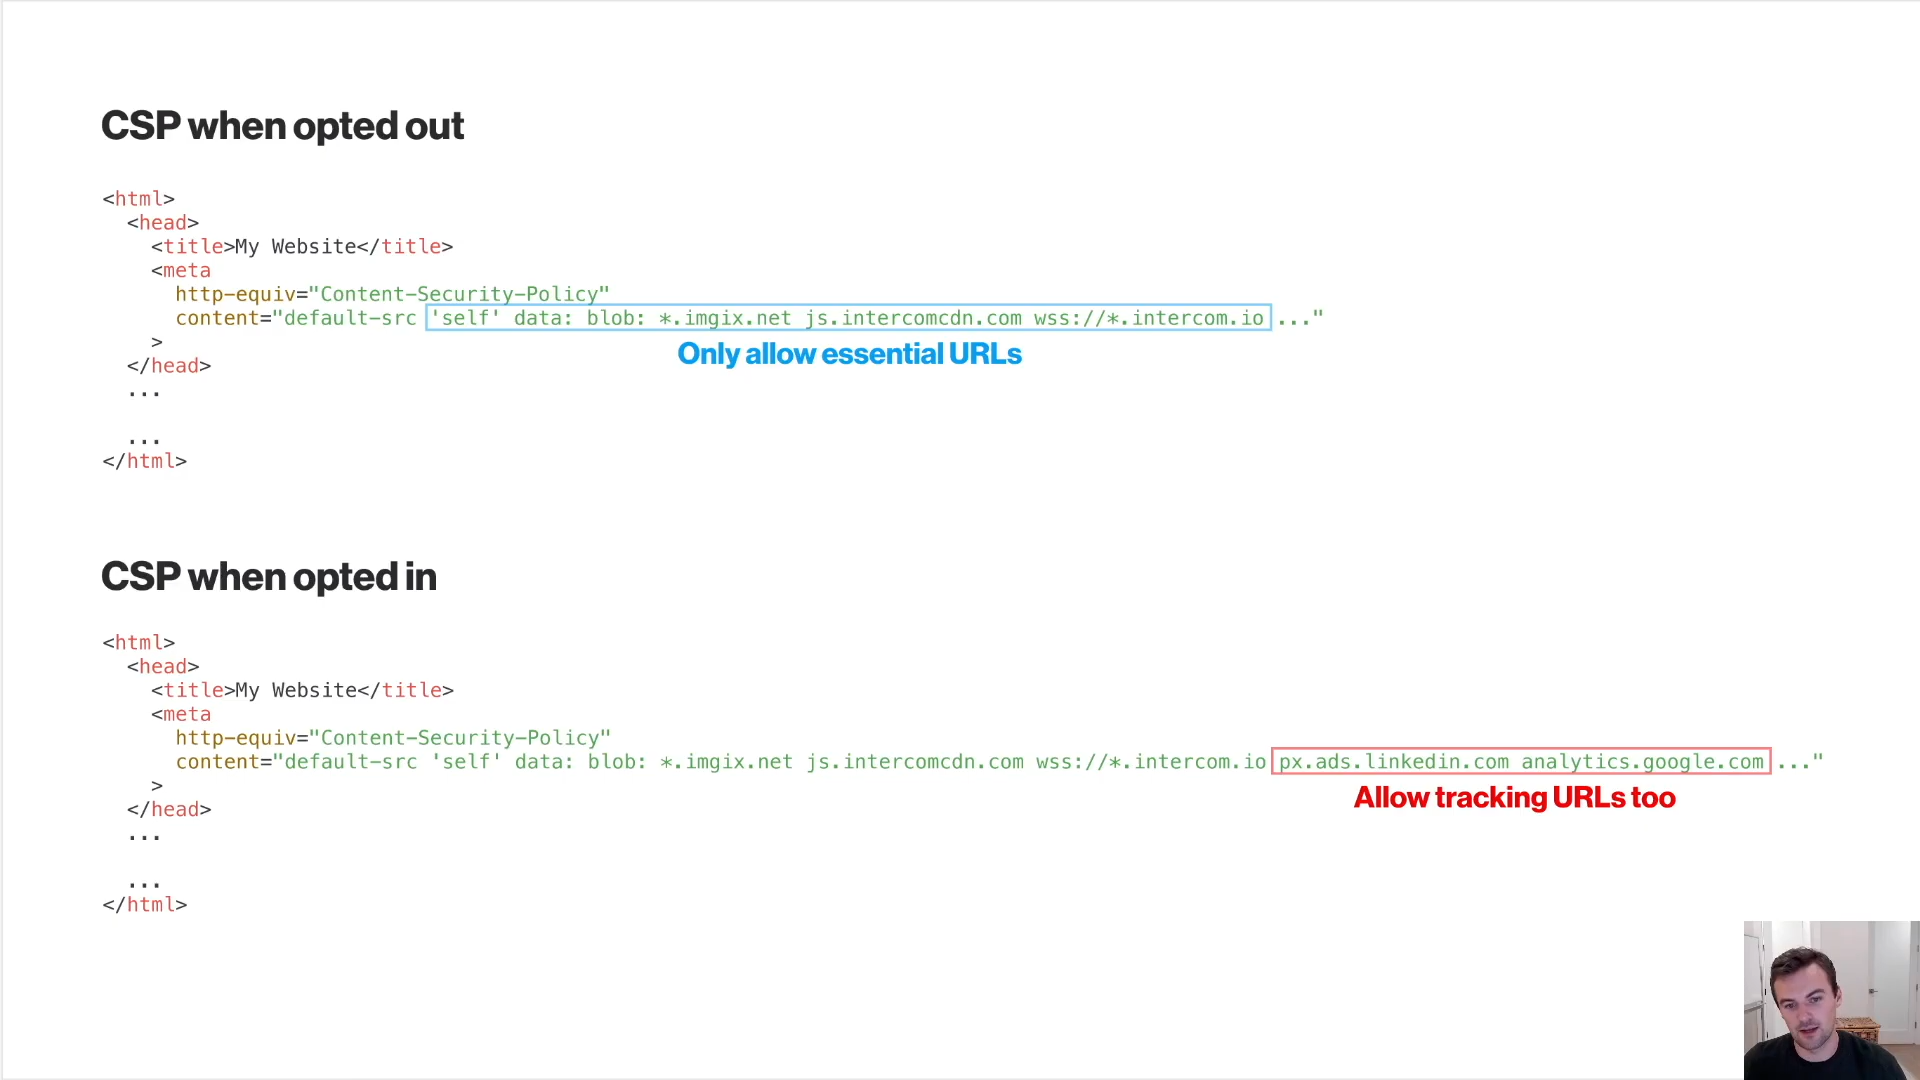 CSP when opted out
<html>
<head>
<title>My Website</title>
<meta
http-equiv="Content-Security-Policy"
content="default-src 'self' data: blob: *.imgix.net js.intercomcdn.com wss://*.intercom.io ..."
>
Only allow essential URLs
</head>
...
...
</html>
CSP when opted in
<html>
<head>
<title>My Website</title>
<meta
http-equiv="Content-Security-Policy"
content="default-src 'self' data: blob: *.imgix.net js.intercomcdn.com wss://*.intercom.io px.ads.linkedin.com analytics.google.com ..."
>
Allow tracking URLs too
</head>
...
...
</html>